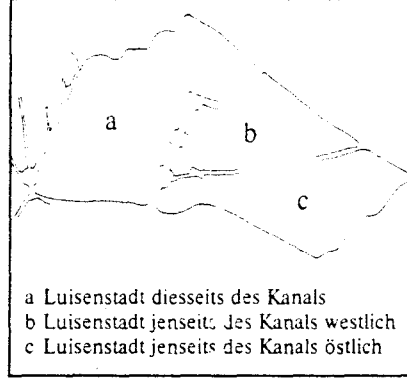 a
b
c
a Luisenstadt diesseits des Kanals
b Luisenstadt jenseits des Kanals westlich
c Luisenstadt jenseits des Kanals östlich